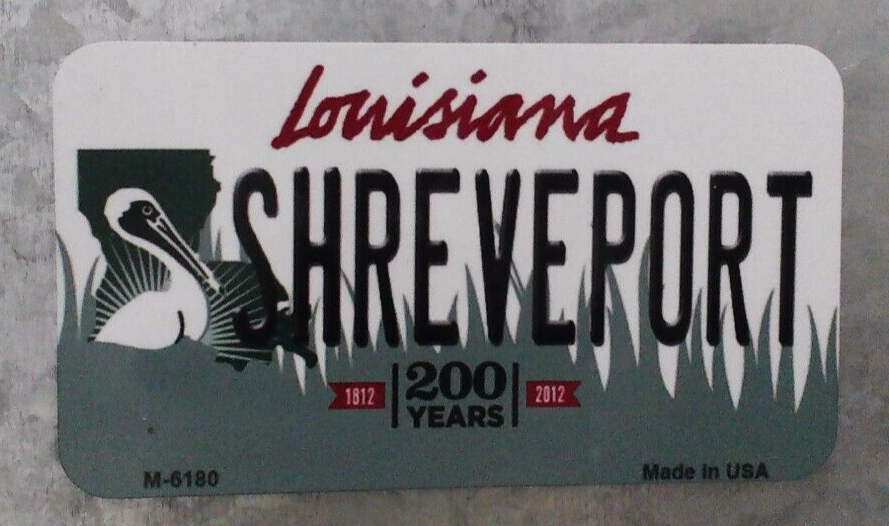 Louisiana
SHREVEPORT
1812 200 2012
YEARS
M-6180 Made in USA